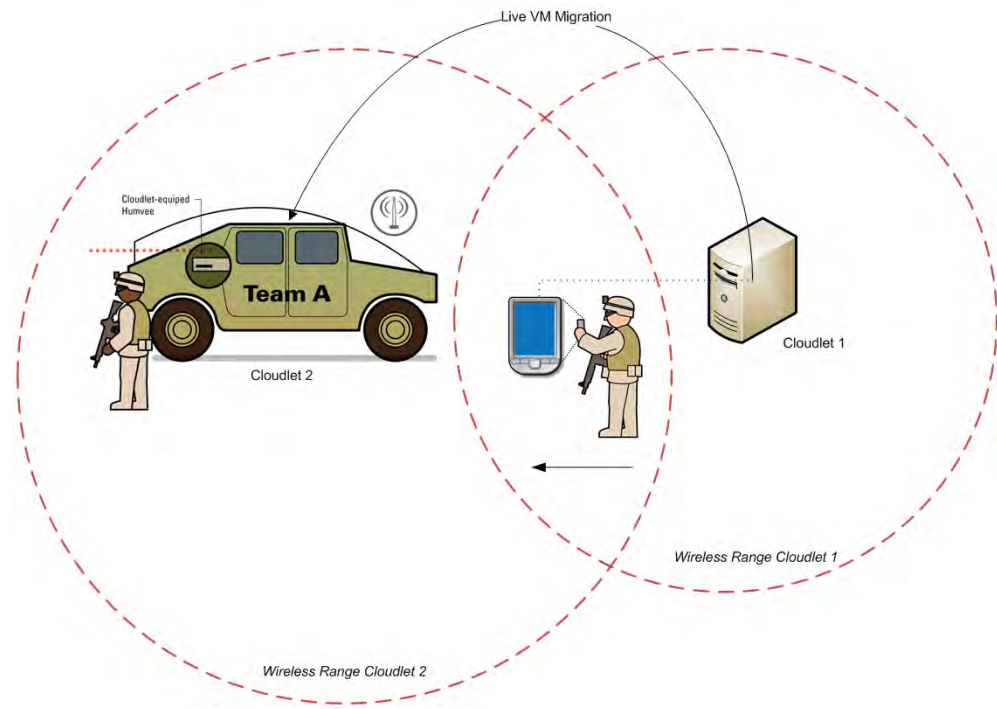 Live VM Migration
Cloudlet-equiped
Humvee
Team A
Cloudlet 2
Cloudlet 1
Wireless Range Cloudlet 1
Wireless Range Cloudlet 2